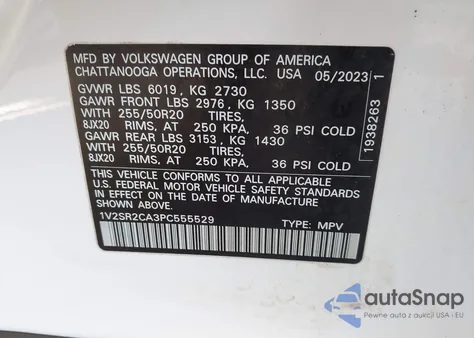 MFD BY VOLKSWAGEN GROUP OF AMERICA
CHATTANOOGA OPERATIONS, LLC. USA 05/2023
GVWR LBS 6019, KG 2730
GAWR FRONT LBS 2976, KG 1350
WITH 255/50R20 TIRES,
8JX20 RIMS, AT 250 KPA. 36 PSI COLD
GAWR REAR LBS 3153, KG 1430
WITH 255/50R20 TIRES,
8JX20 RIMS, AT 250 KPA, 36 PSI COLD
THIS VEHICLE CONFORMS TO ALL APPLICABLE
U.S. FEDERAL MOTOR VEHICLE SAFETY STANDARDS
IN EFFECT ON THE DATE OF MANUFACTURE
SHOWN ABOVE.
1V2SR2CA3PC555529 TYPE: MPV
1938263 1
autoSnap
Pewne auta z USA i EU